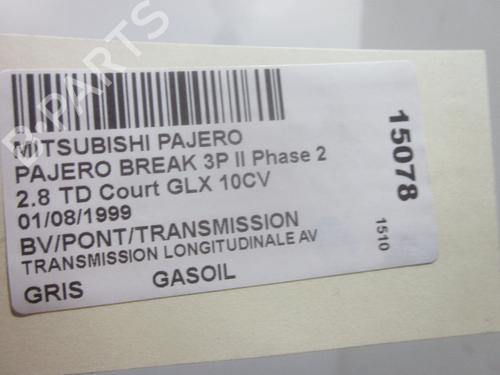 B-PARTS
MITSUBISHI PAJERO
PAJERO BREAK 3P II Phase 2
2.8 TD Court GLX 10CV
01/08/1999
BV/PONT/TRANSMISSION
TRANSMISSION LONGITUDINALE AV
GRIS GASOIL
15078
1510